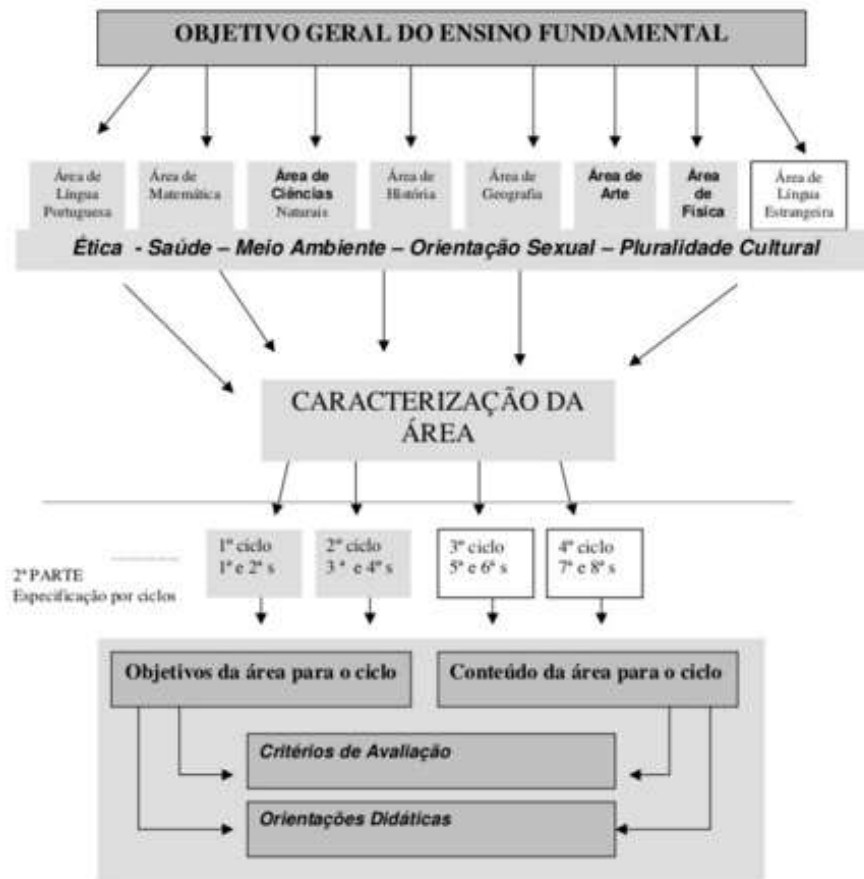 OBJETIVO GERAL DO ENSINO FUNDAMENTAL
Área de
Língua
Portuguesa
Área de
Matemática
Área de
Ciências
Naturais
Área de
História
Área de
Geografia
Área de
Arte
Área
de
Física
Área de
Língua
Estrangeira
Ética - Saúde – Meio Ambiente – Orientação Sexual – Pluralidade Cultural
CARACTERIZAÇÃO DA
ÁREA
2ª PARTE
Especificação por ciclos
1º ciclo
1ª e 2ª s
2º ciclo
3 ª e 4ª s
3º ciclo
5ª e 6ª s
4º ciclo
7ª e 8ª s
Objetivos da área para o ciclo
Conteúdo da área para o ciclo
Critérios de Avaliação
Orientações Didáticas